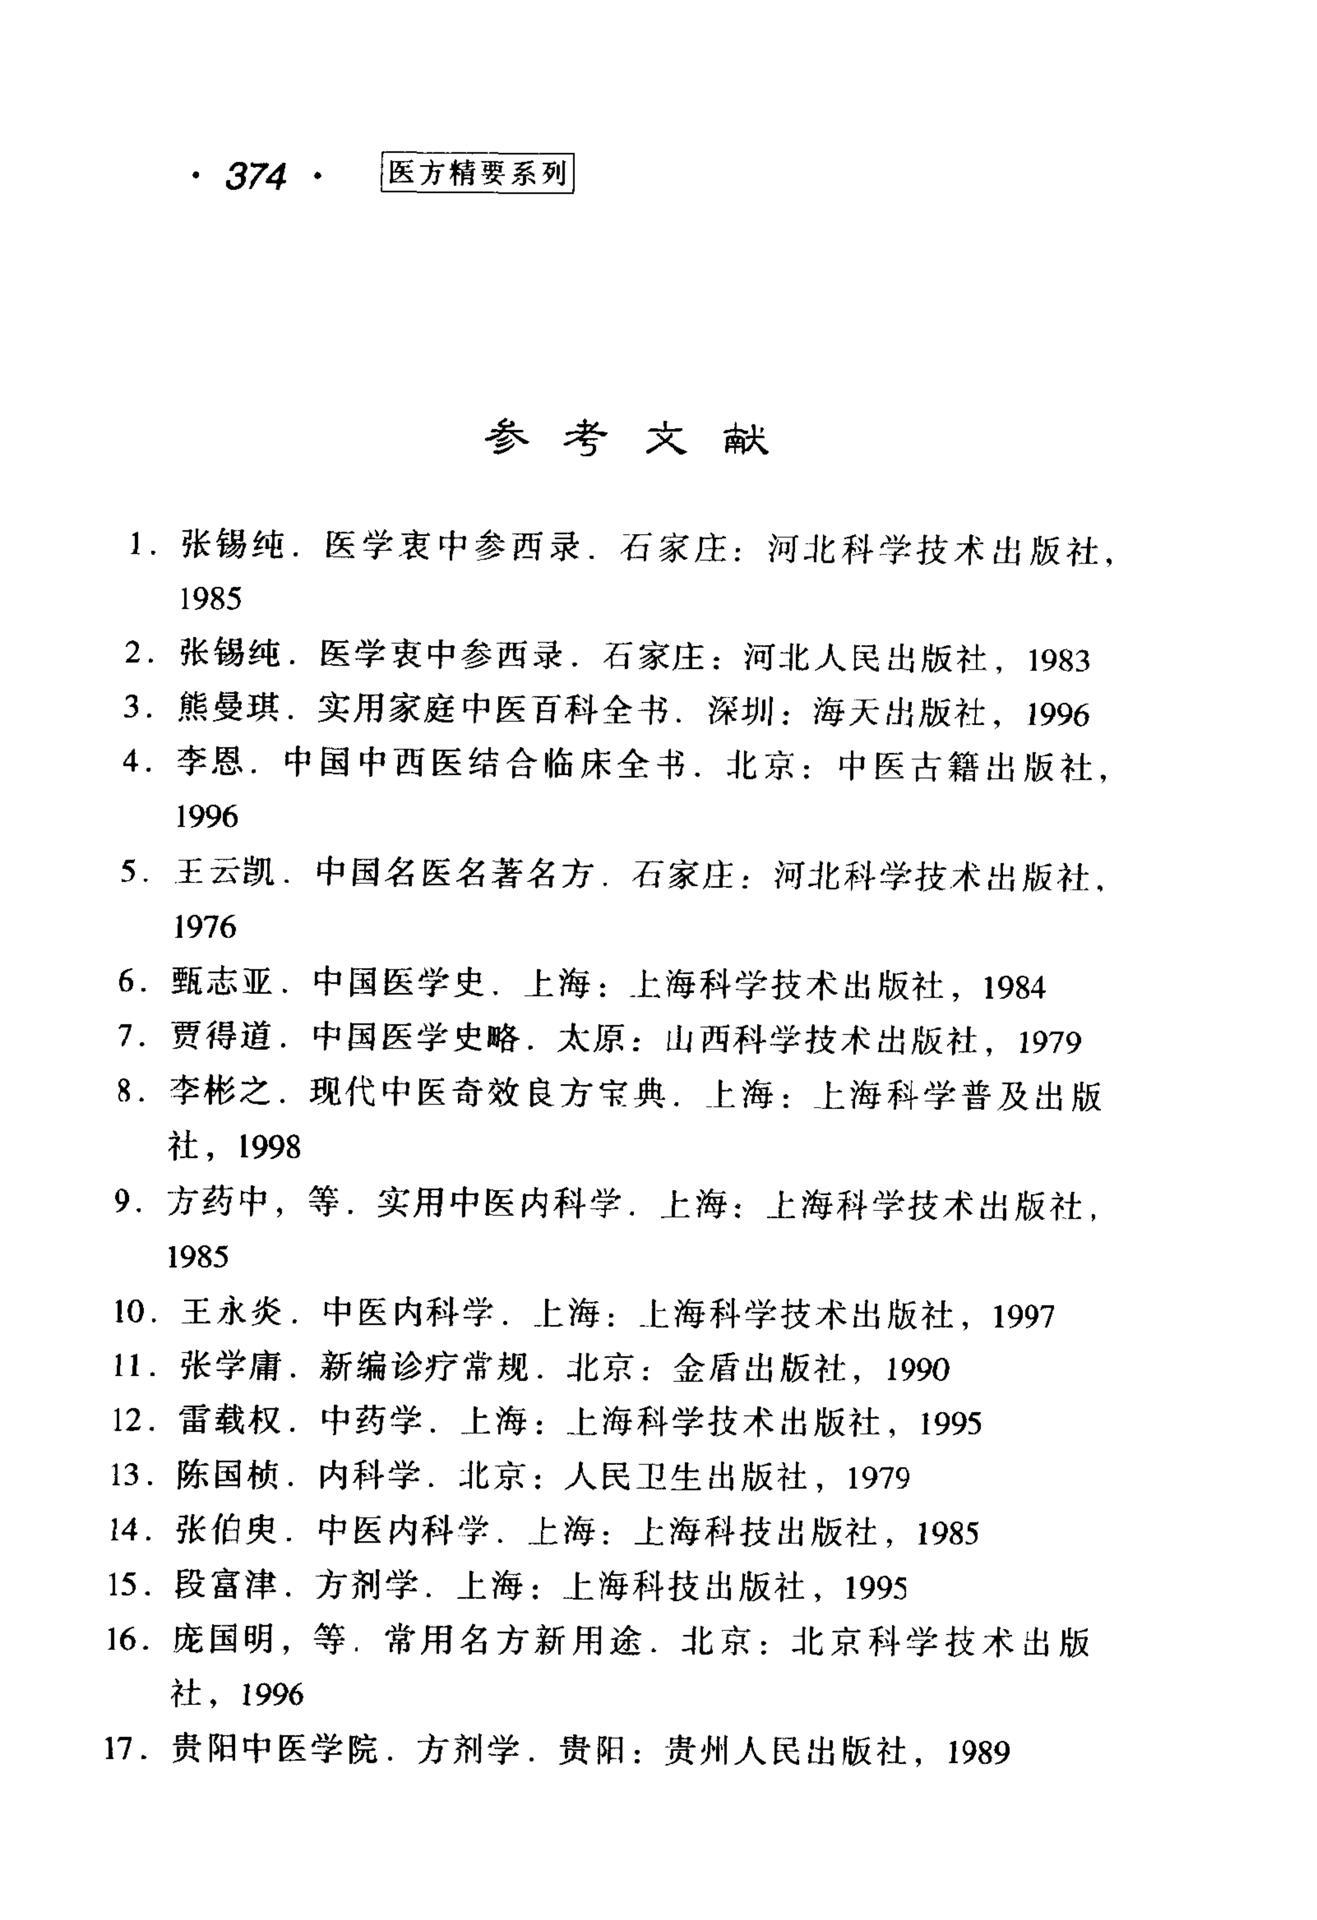 · 374 · 医方精要系列
参考文献
1. 张锡纯. 医学衷中参西录. 石家庄: 河北科学技术出版社,
1985
2. 张锡纯. 医学衷中参西录. 石家庄: 河北人民出版社, 1983
3. 熊曼琪. 实用家庭中医百科全书. 深圳: 海天出版社, 1996
4. 李恩. 中国中西医结合临床全书. 北京: 中医古籍出版社,
1996
5. 王云凯. 中国名医名著名方. 石家庄: 河北科学技术出版社,
1976
6. 甄志亚. 中国医学史. 上海: 上海科学技术出版社, 1984
7. 贾得道. 中国医学史略. 太原: 山西科学技术出版社, 1979
8. 李彬之. 现代中医奇效良方宝典. 上海: 上海科学普及出版
社, 1998
9. 方药中, 等. 实用中医内科学. 上海: 上海科学技术出版社,
1985
10. 王永炎. 中医内科学. 上海: 上海科学技术出版社, 1997
11. 张学庸. 新编诊疗常规. 北京: 金盾出版社, 1990
12. 雷载权. 中药学. 上海: 上海科学技术出版社, 1995
13. 陈国桢. 内科学. 北京: 人民卫生出版社, 1979
14. 张伯臾. 中医内科学. 上海: 上海科技出版社, 1985
15. 段富津. 方剂学. 上海: 上海科技出版社, 1995
16. 庞国明, 等. 常用名方新用途. 北京: 北京科学技术出版
社, 1996
17. 贵阳中医学院. 方剂学. 贵阳: 贵州人民出版社, 1989